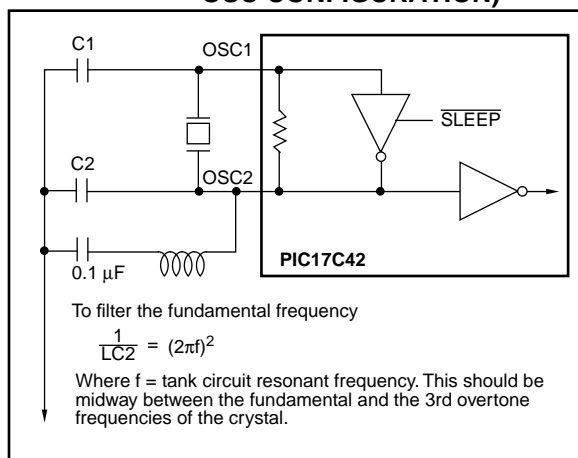 OSC CONFIGURATION)
C1
OSC1
SLEEP
C2
OSC2
0.1 µF
PIC17C42
To filter the fundamental frequency
1/LC2 = (2πf)²
Where f = tank circuit resonant frequency. This should be
midway between the fundamental and the 3rd overtone
frequencies of the crystal.